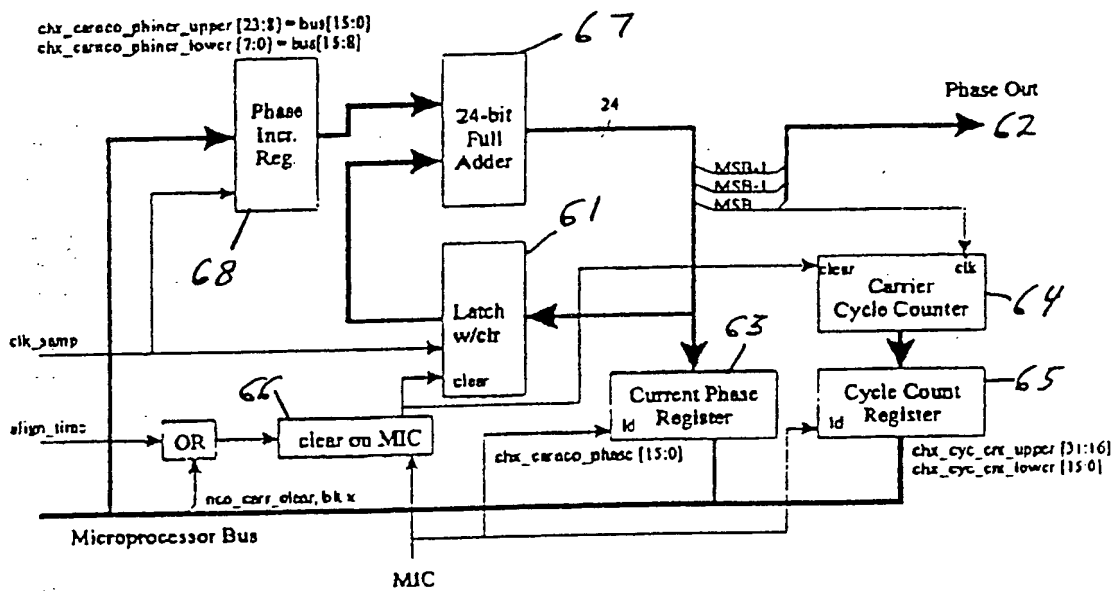 chx_carnco_phincr_upper [23:8] = bus[15:0]
chx_carnco_phincr_lower [7:0] = bus[15:8]
67
Phase
Incr.
Reg.
24-bit
Full
Adder
24
Phase Out
62
MSB-1
MSB-1
MSB
68
61
clear
clk
Carrier
Cycle Counter
64
Latch
w/clr
clear
clk_samp
63
66
Current Phase
Register
ld
Cycle Count
Register
ld
65
align_time
OR
clear on MIC
chx_carnco_phase [15:0]
chx_cyc_cnt_upper [31:16]
chx_cyc_cnt_lower [15:0]
nco_carr_clear, bit x
Microprocessor Bus
MIC